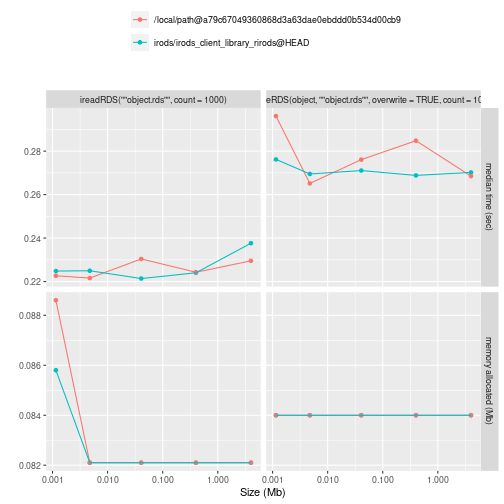 /local/path@a79c67049360868d3a63dae0ebddd0b534d00cb9
irods/irods_client_library_rirods@HEAD
ireadRDS(""object.rds"", count = 1000)
eRDS(object, ""object.rds"", overwrite = TRUE, count = 10
0.28
0.26
0.24
0.22
median time (sec)
0.088
0.086
0.084
0.082
memory allocated (Mb)
0.001 0.010 0.100 1.000 0.001 0.010 0.100 1.000
Size (Mb)